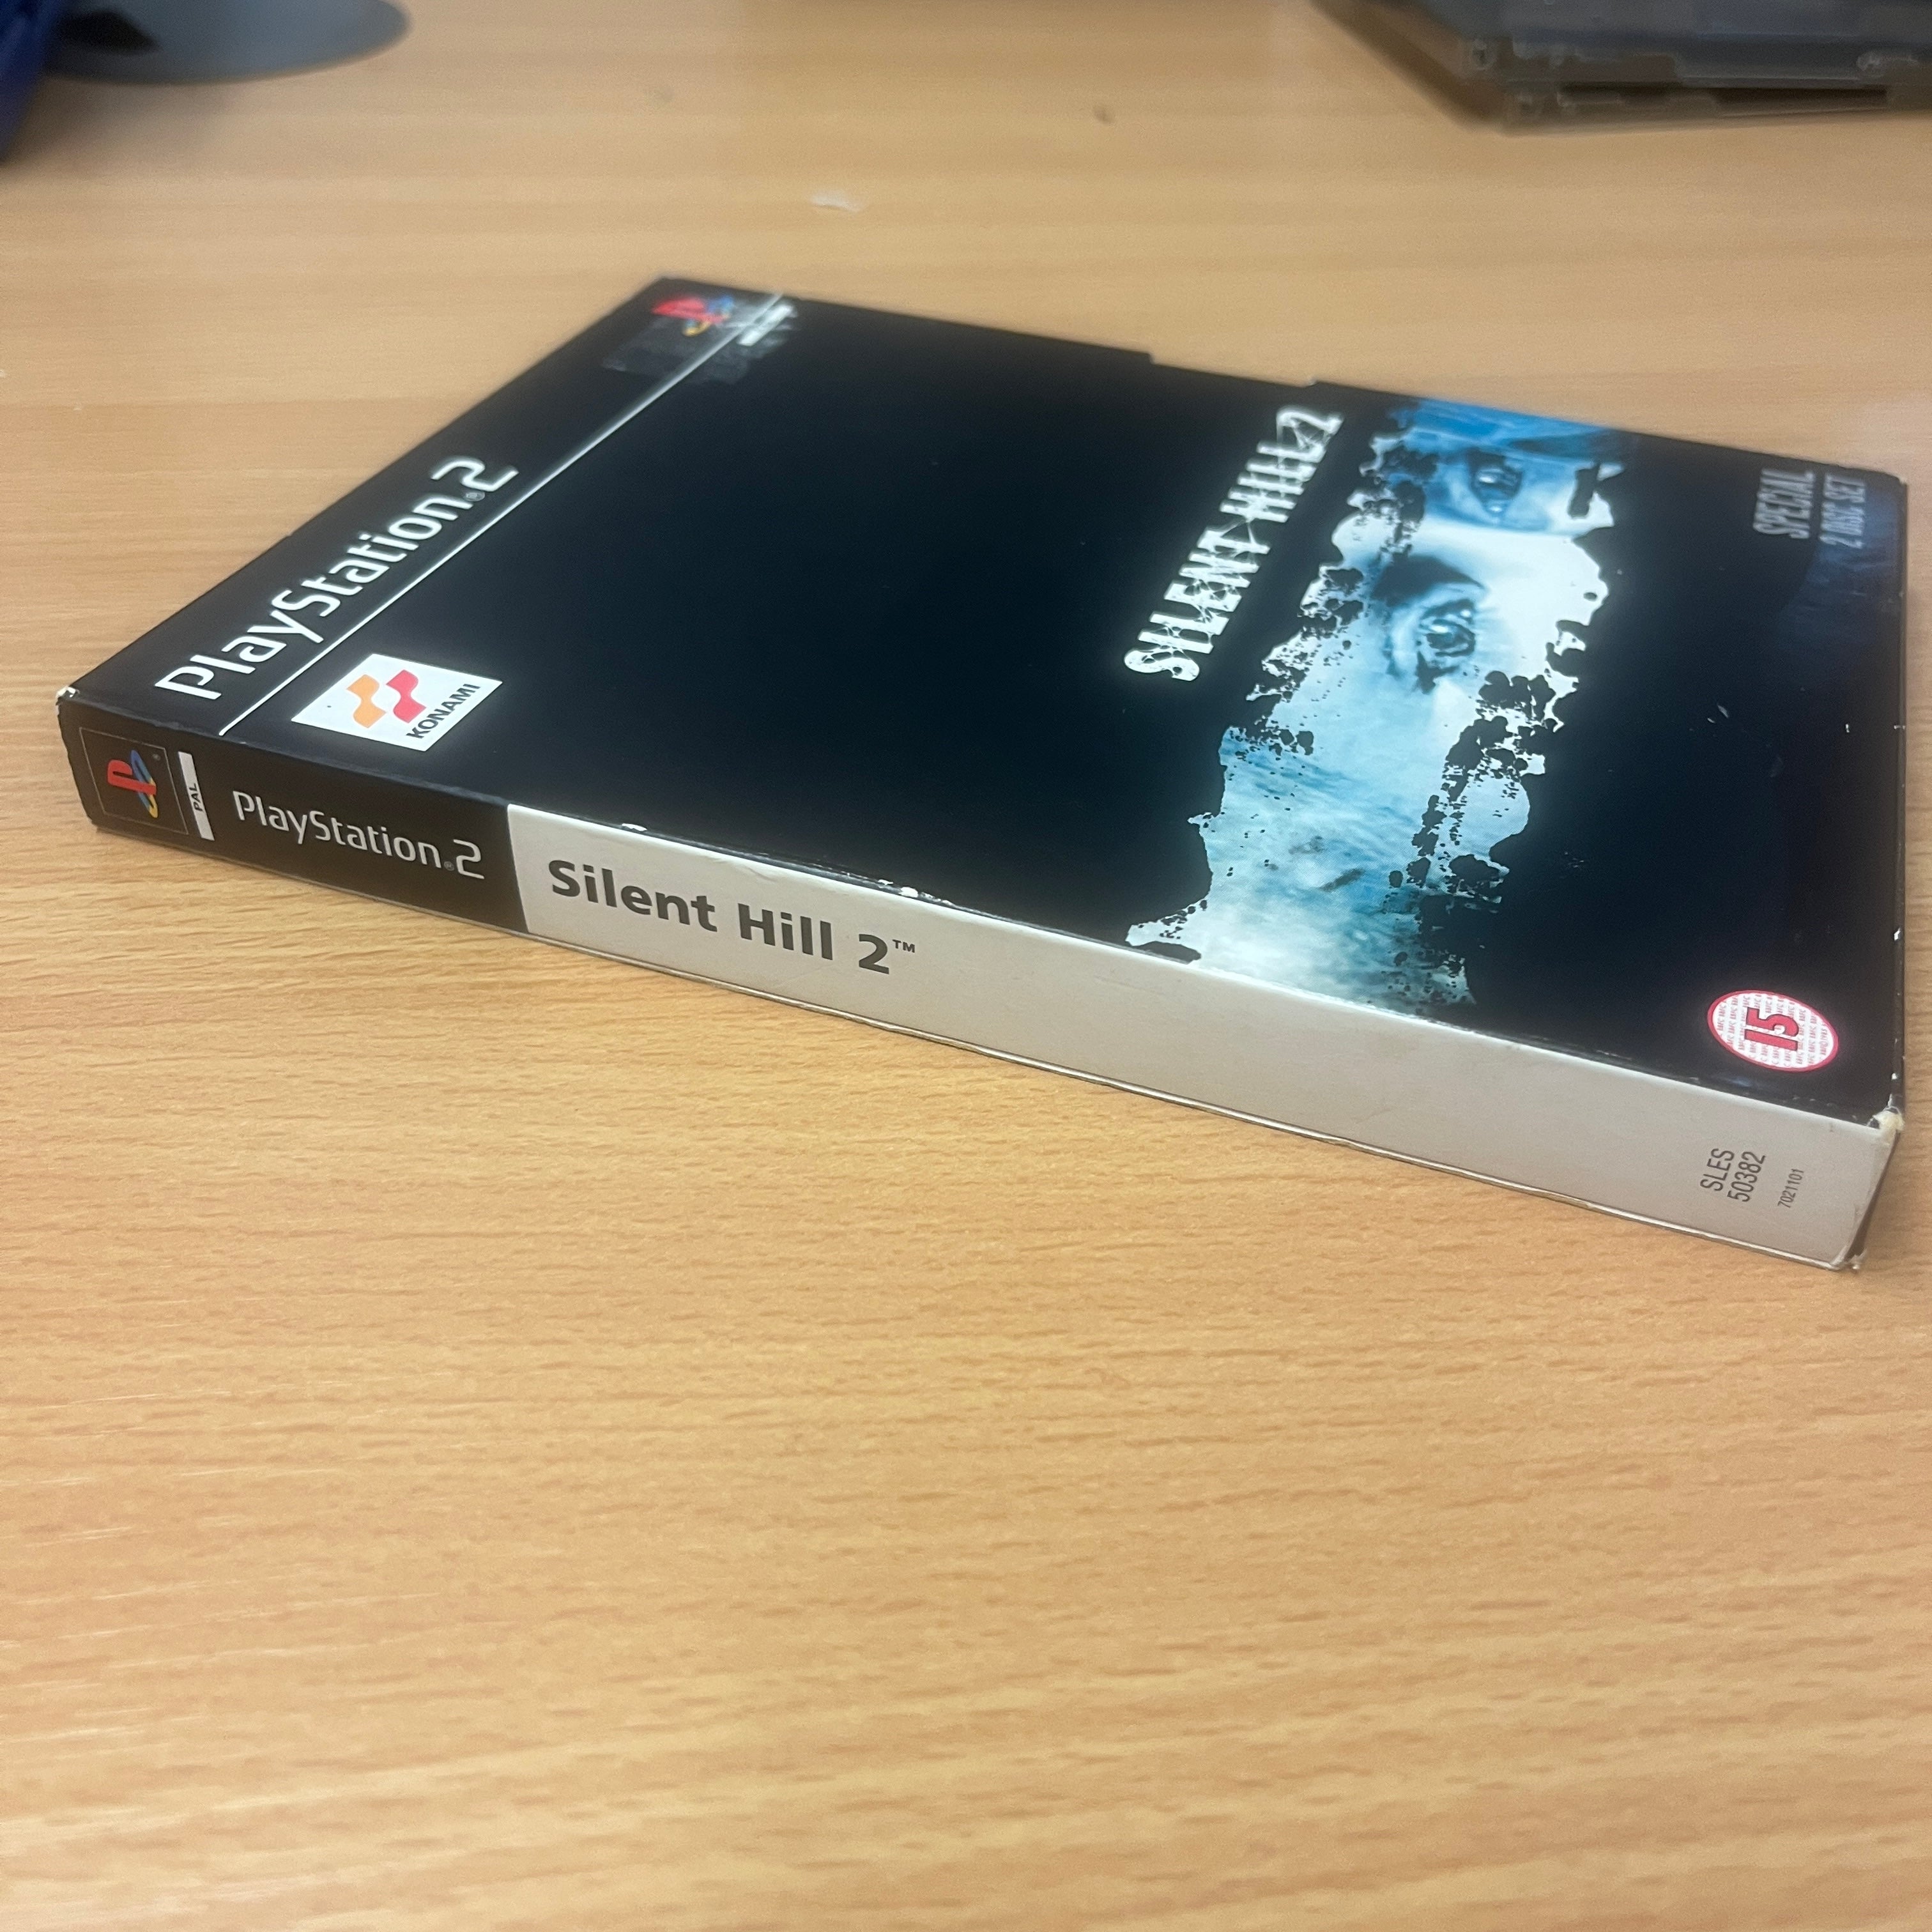 PlayStation®2
KONAMI
SILENT HILL 2
SPECIAL
2 DISC SET
15
PAL
PlayStation®2
Silent Hill 2™
SLES
50382
7021101